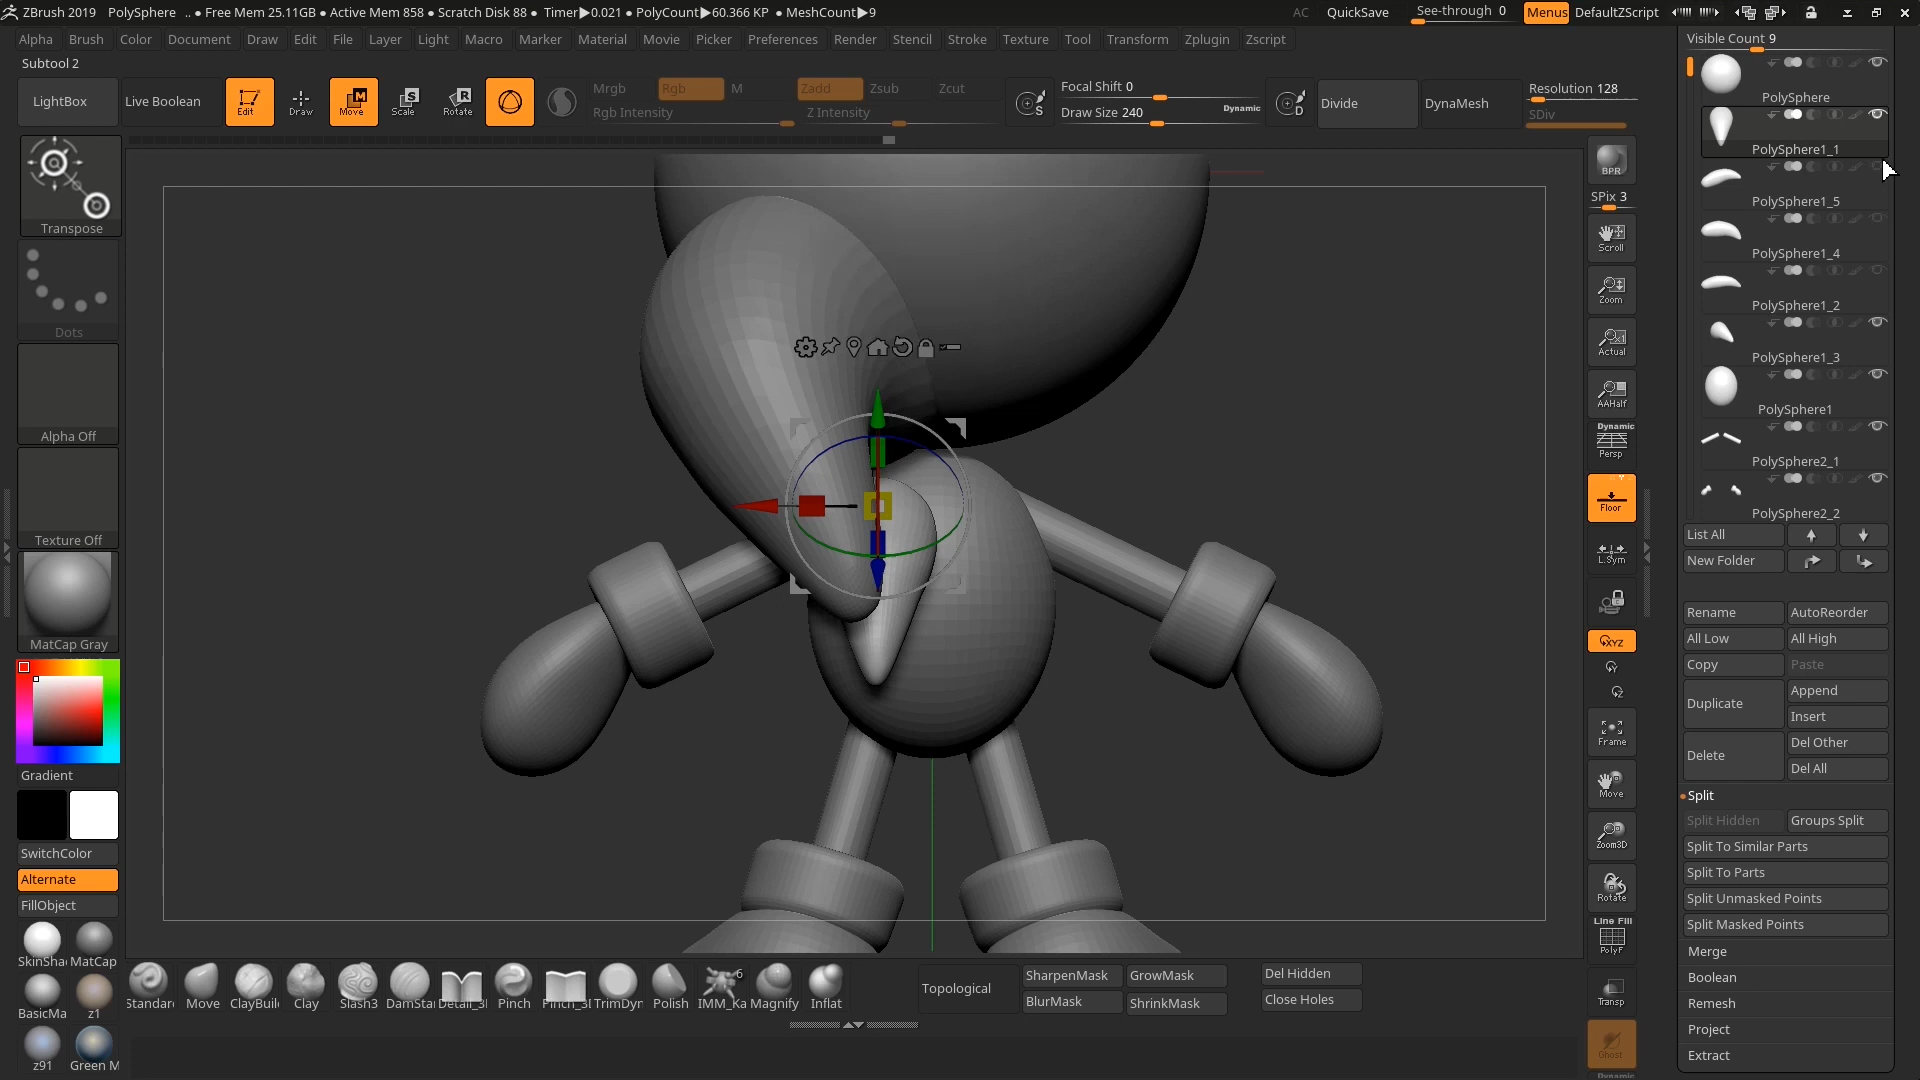 ZBrush 2019 PolySphere .. ● Free Mem 25.11GB ● Active Mem 858 ● Scratch Disk 88 ● Timer▶0.021 ● PolyCount▶60.366 KP ● MeshCount▶9 AC QuickSave See-through 0 Menus DefaultZScript
Alpha Brush Color Document Draw Edit File Layer Light Macro Marker Material Movie Picker Preferences Render Stencil Stroke Texture Tool Transform Zplugin Zscript
Subtool 2
LightBox
Live Boolean
Edit
Draw
Move
Scale
Rotate
Mrgb Rgb M
Rgb Intensity
Zadd Zsub Zcut
Z Intensity
Focal Shift 0
Draw Size 240 Dynamic
Divide
DynaMesh
Resolution 128
SDiv
Transpose
Dots
Alpha Off
Texture Off
MatCap Gray
Gradient
SwitchColor
Alternate
FillObject
SkinSha MatCap
BasicMa z1
z91 Green M
BPR
SPix 3
Scroll
Zoom
Actual
AAHalf
Dynamic
Persp
Floor
L.Sym
XYZ
Y
Z
Frame
Move
Zoom3D
Rotate
Line Fill
PolyF
Transp
Ghost
Dynamic
Visible Count 9
PolySphere
PolySphere1_1
PolySphere1_5
PolySphere1_4
PolySphere1_2
PolySphere1_3
PolySphere1
PolySphere2_1
PolySphere2_2
List All
New Folder
Rename AutoReorder
All Low All High
Copy Paste
Duplicate Append
Insert
Delete Del Other
Del All
Split
Split Hidden Groups Split
Split To Similar Parts
Split To Parts
Split Unmasked Points
Split Masked Points
Merge
Boolean
Remesh
Project
Extract
Standard Move ClayBuil Clay Slash3 DamSta Detail_3 Pinch Pinch_3 TrimDyn Polish IMM_Ka 6 Magnify Inflat
Topological
SharpenMask GrowMask
BlurMask ShrinkMask
Del Hidden
Close Holes